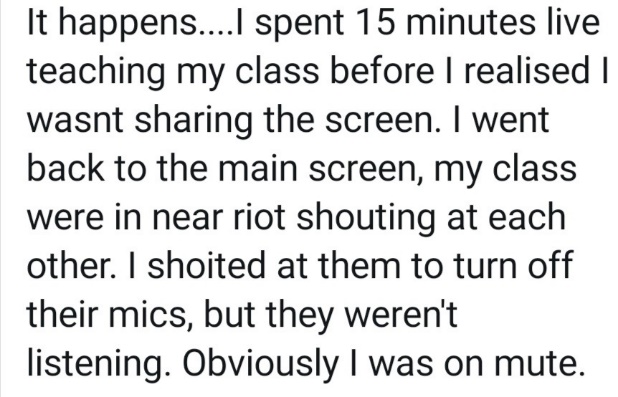 It happens....I spent 15 minutes live
teaching my class before I realised I
wasnt sharing the screen. I went
back to the main screen, my class
were in near riot shouting at each
other. I shoited at them to turn off
their mics, but they weren't
listening. Obviously I was on mute.